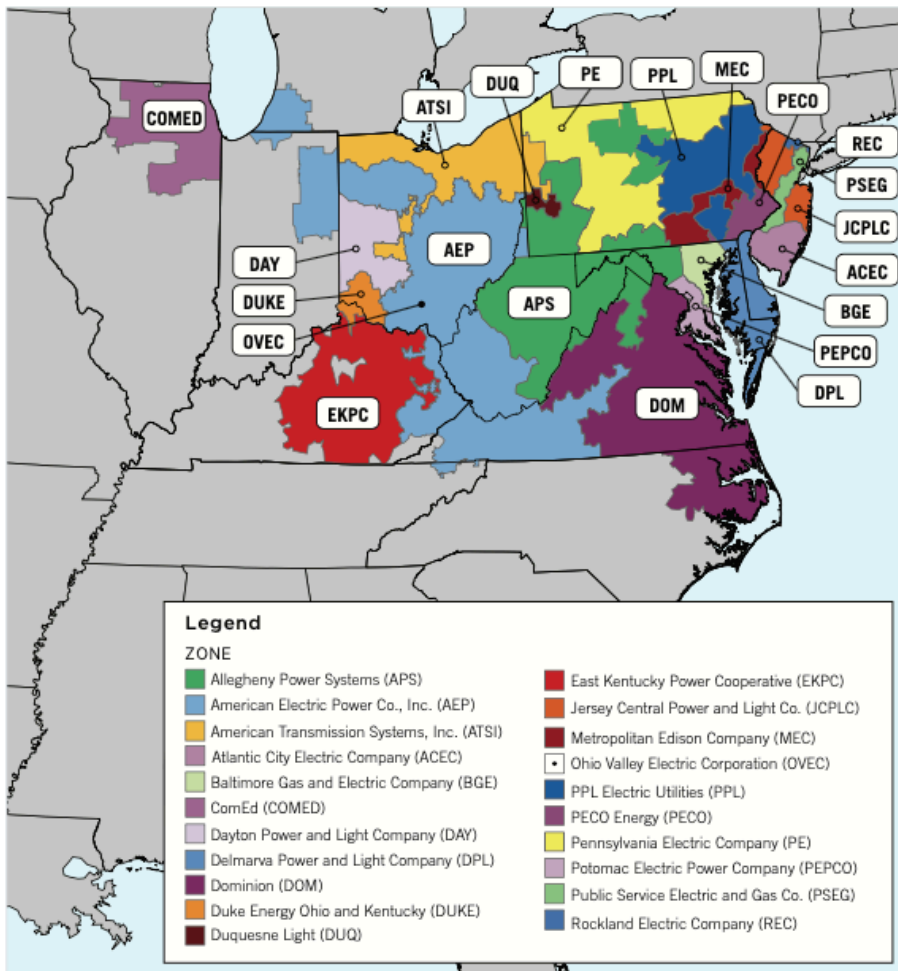 COMED
ATSI
DUQ
PE
PPL
MEC
PECO
REC
PSEG
JCPLC
ACEC
BGE
PEPCO
DPL
DAY
DUKE
OVEC
AEP
APS
EKPC
DOM
Legend
ZONE
Allegheny Power Systems (APS)
American Electric Power Co., Inc. (AEP)
American Transmission Systems, Inc. (ATSI)
Atlantic City Electric Company (ACEC)
Baltimore Gas and Electric Company (BGE)
ComEd (COMED)
Dayton Power and Light Company (DAY)
Delmarva Power and Light Company (DPL)
Dominion (DOM)
Duke Energy Ohio and Kentucky (DUKE)
Duquesne Light (DUQ)
East Kentucky Power Cooperative (EKPC)
Jersey Central Power and Light Co. (JCPLC)
Metropolitan Edison Company (MEC)
Ohio Valley Electric Corporation (OVEC)
PPL Electric Utilities (PPL)
PECO Energy (PECO)
Pennsylvania Electric Company (PE)
Potomac Electric Power Company (PEPCO)
Public Service Electric and Gas Co. (PSEG)
Rockland Electric Company (REC)